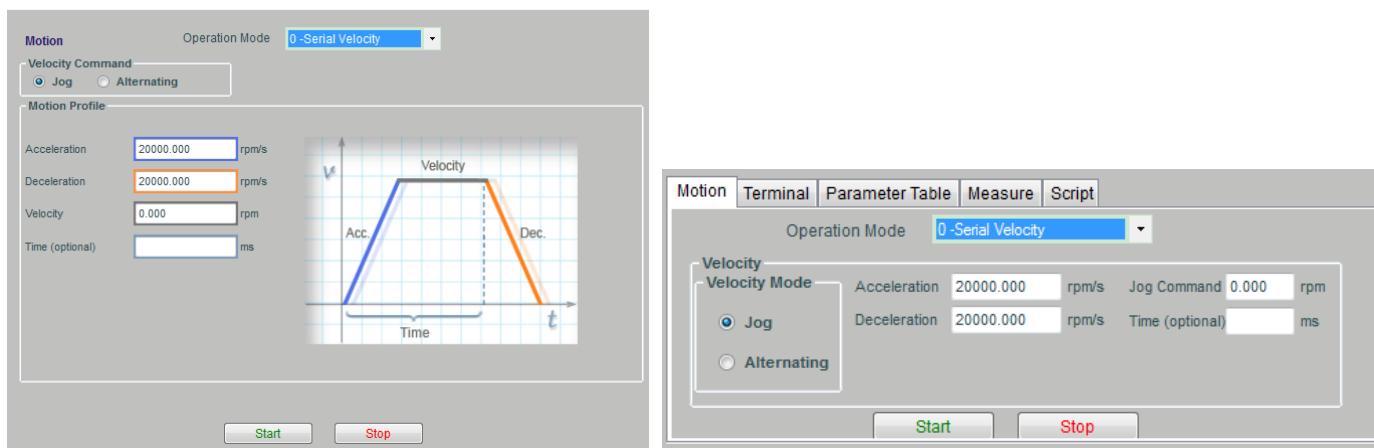 Motion
Operation Mode 0 -Serial Velocity
Velocity Command
Jog Alternating
Motion Profile
Acceleration 20000.000 rpm/s
Deceleration 20000.000 rpm/s
Velocity 0.000 rpm
Time (optional) ms
V
Velocity
Acc.
Dec.
t
Time
Start Stop
Motion Terminal Parameter Table Measure Script
Operation Mode 0 -Serial Velocity
Velocity
Velocity Mode
Acceleration 20000.000 rpm/s Jog Command 0.000 rpm
Jog
Deceleration 20000.000 rpm/s Time (optional) ms
Alternating
Start Stop